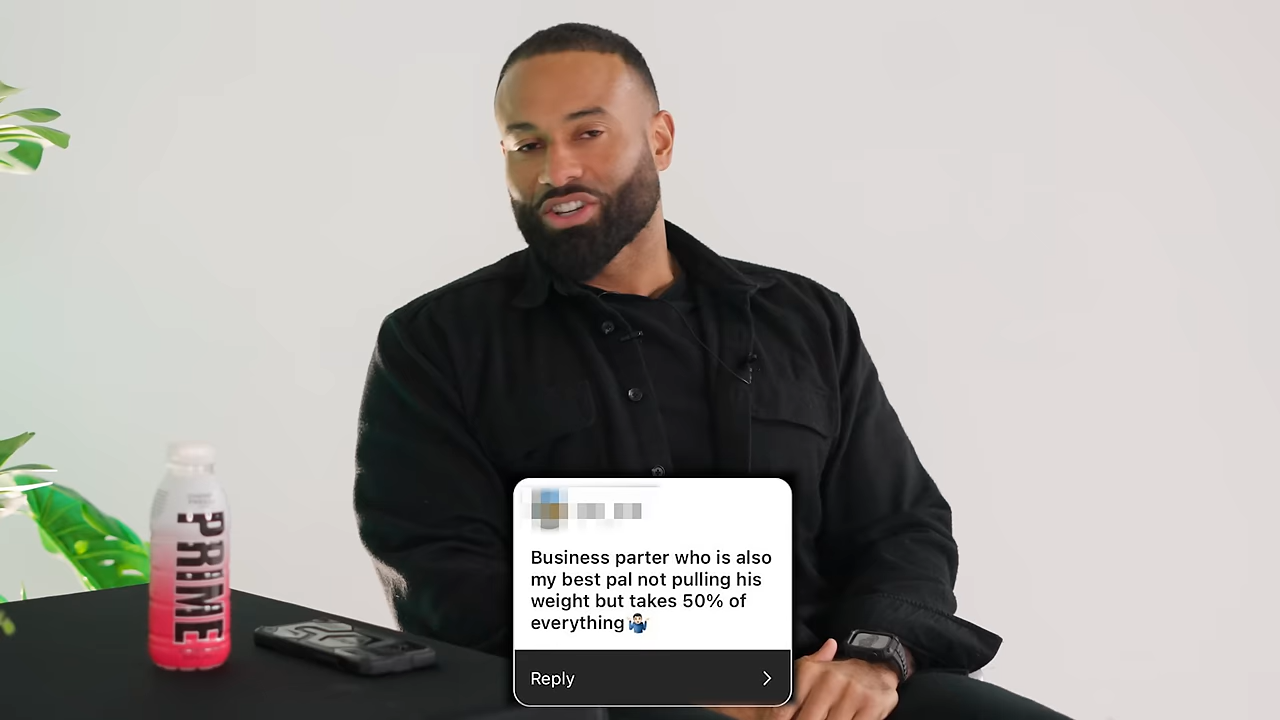 PRIME
Business parter who is also
my best pal not pulling his
weight but takes 50% of
everything🤷🏻‍♂️
Reply